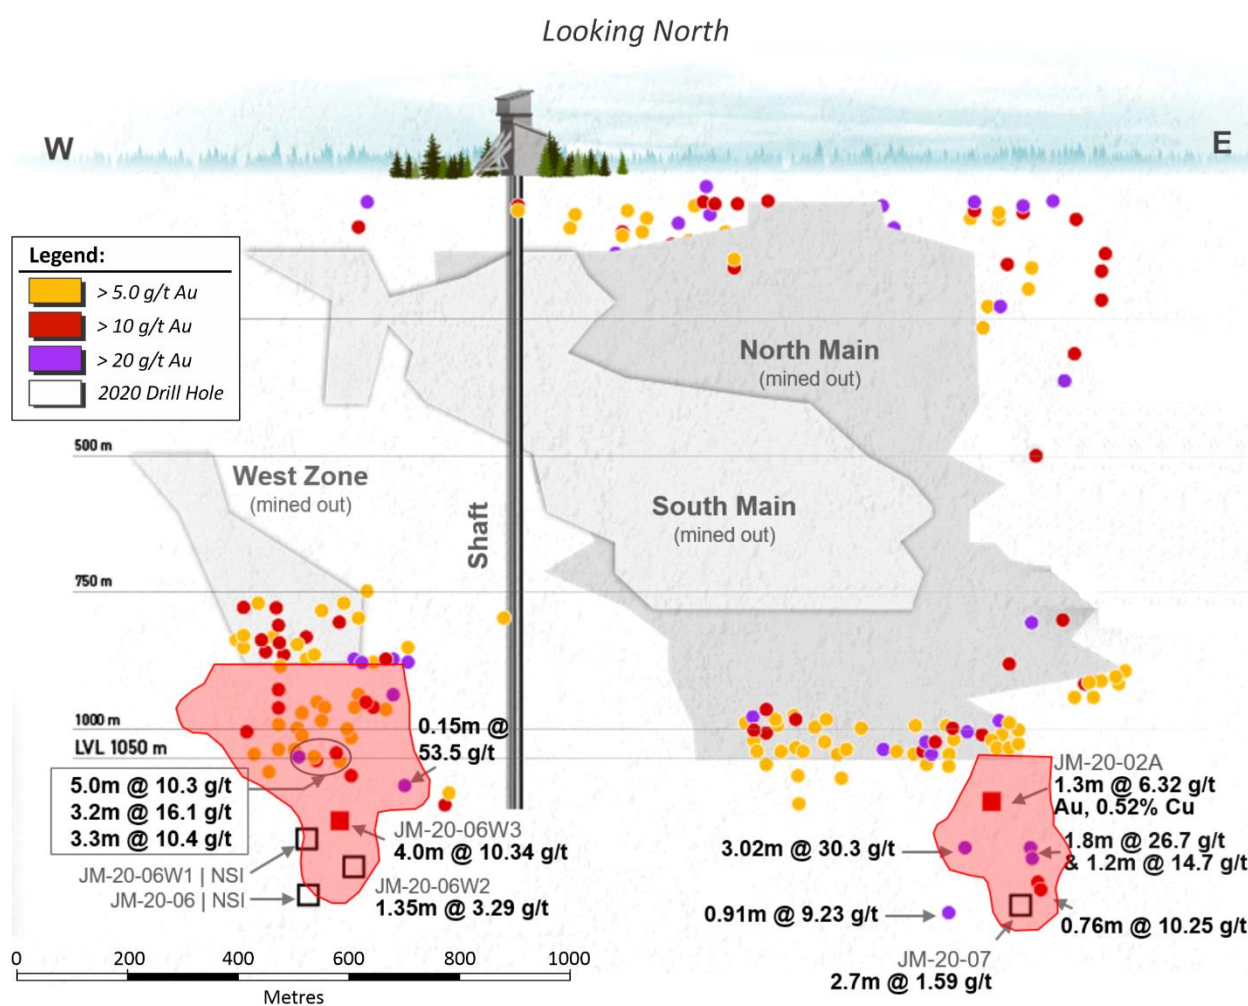 Looking North
W
E
Legend:
> 5.0 g/t Au
> 10 g/t Au
> 20 g/t Au
2020 Drill Hole
North Main
(mined out)
500 m
West Zone
(mined out)
South Main
(mined out)
Shaft
750 m
1000 m
LVL 1050 m
0.15m @
53.5 g/t
5.0m @ 10.3 g/t
3.2m @ 16.1 g/t
3.3m @ 10.4 g/t
JM-20-06W3
4.0m @ 10.34 g/t
JM-20-06W1 | NSI
JM-20-06 | NSI
JM-20-06W2
1.35m @ 3.29 g/t
JM-20-02A
1.3m @ 6.32 g/t
Au, 0.52% Cu
3.02m @ 30.3 g/t
1.8m @ 26.7 g/t
& 1.2m @ 14.7 g/t
0.91m @ 9.23 g/t
0.76m @ 10.25 g/t
JM-20-07
2.7m @ 1.59 g/t
0 200 400 600 800 1000
Metres